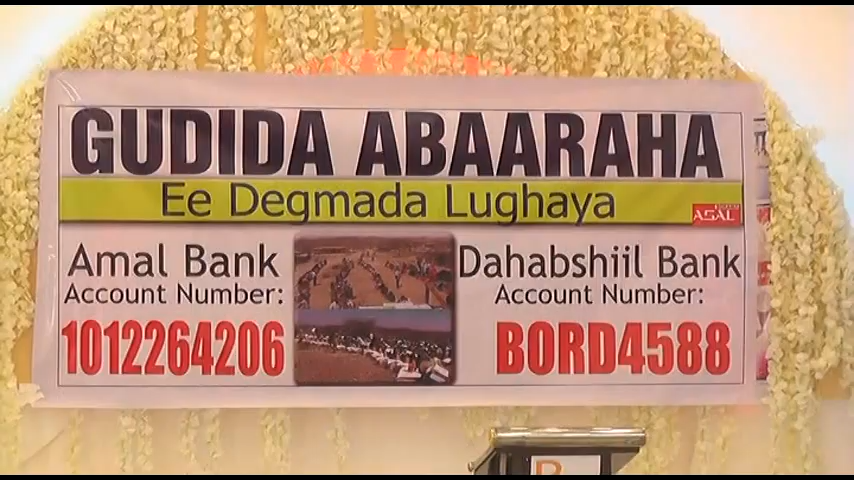 GUDIDA ABAARAHA
Ee Degmada Lughaya
ASAL
Amal Bank
Account Number:
1012264206
Dahabshiil Bank
Account Number:
BORD4588